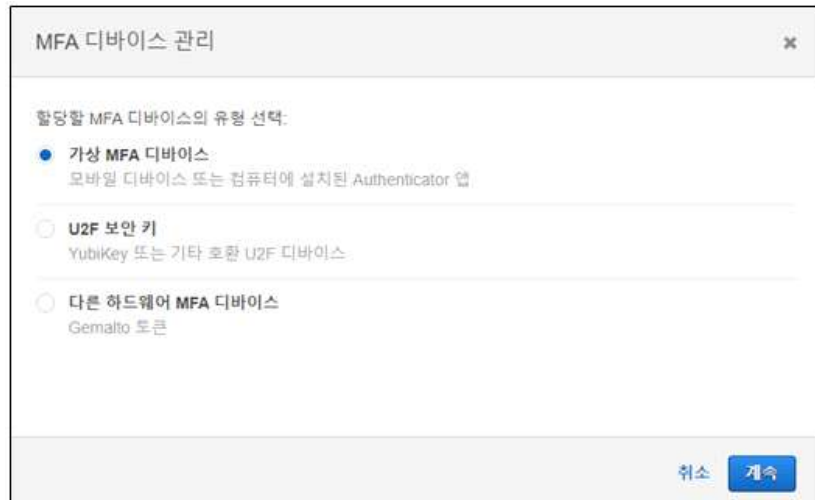 MFA 디바이스 관리
×
할당할 MFA 디바이스의 유형 선택:
가상 MFA 디바이스
모바일 디바이스 또는 컴퓨터에 설치된 Authenticator 앱
U2F 보안 키
YubiKey 또는 기타 호환 U2F 디바이스
다른 하드웨어 MFA 디바이스
Gemalto 토큰
취소 계속